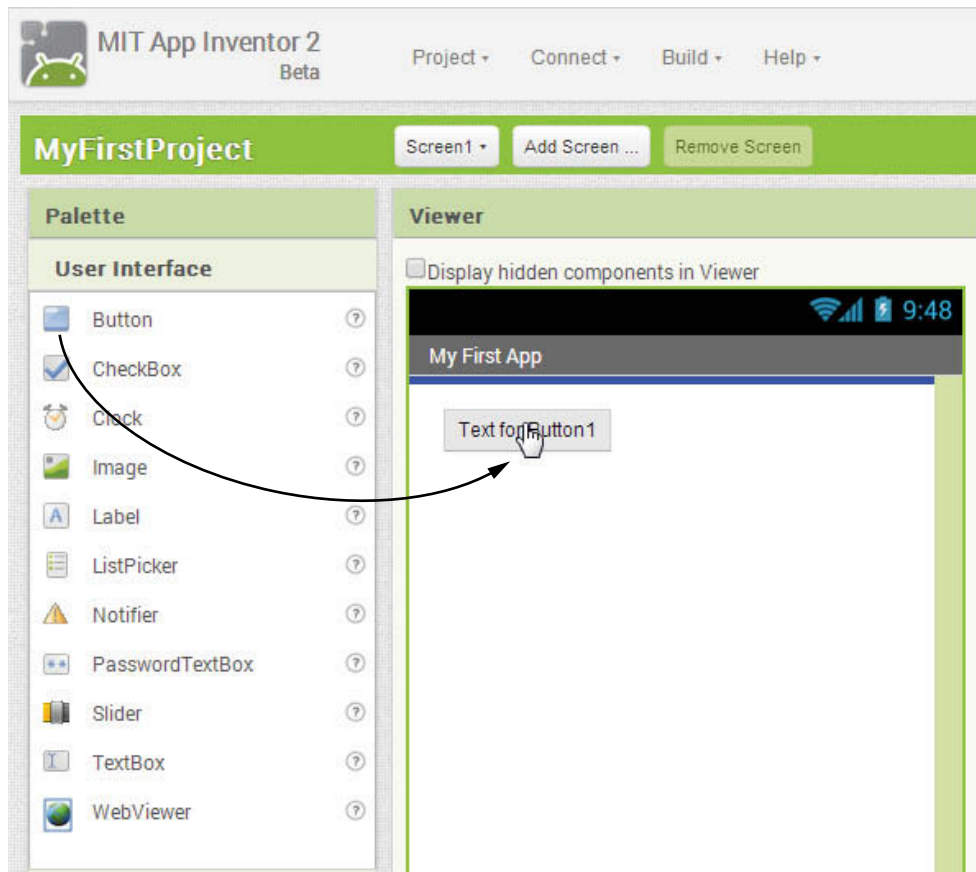 MIT App Inventor 2
Beta
Project Connect Build Help
MyFirstProject
Screen1 Add Screen ... Remove Screen
Palette
Viewer
User Interface
Display hidden components in Viewer
Button ?
CheckBox ?
Clock ?
Image ?
Label ?
ListPicker ?
Notifier ?
PasswordTextBox ?
Slider ?
TextBox ?
WebViewer ?
9:48
My First App
Text for Button1